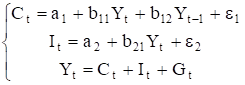 C_t = a_1 + b_11 Y_t + b_12 Y_t-1 + ε_1
I_t = a_2 + b_21 Y_t + ε_2
Y_t = C_t + I_t + G_t